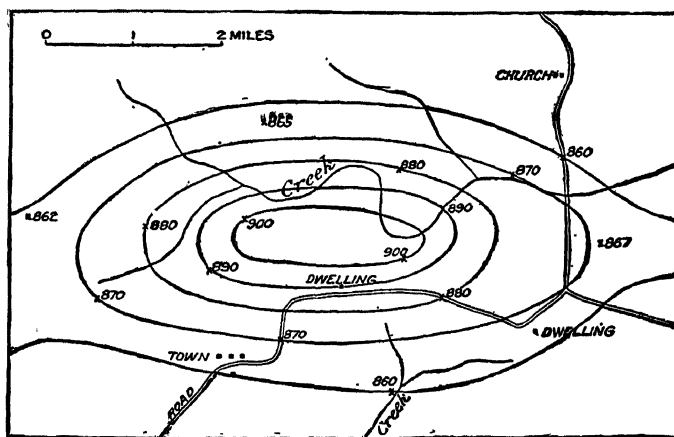 0 1 2 MILES
CHURCH
865
860
880
870
Creek
862
890
880
900
867
900
890
DWELLING
870
880
DWELLING
870
TOWN
860
ROAD
Creek